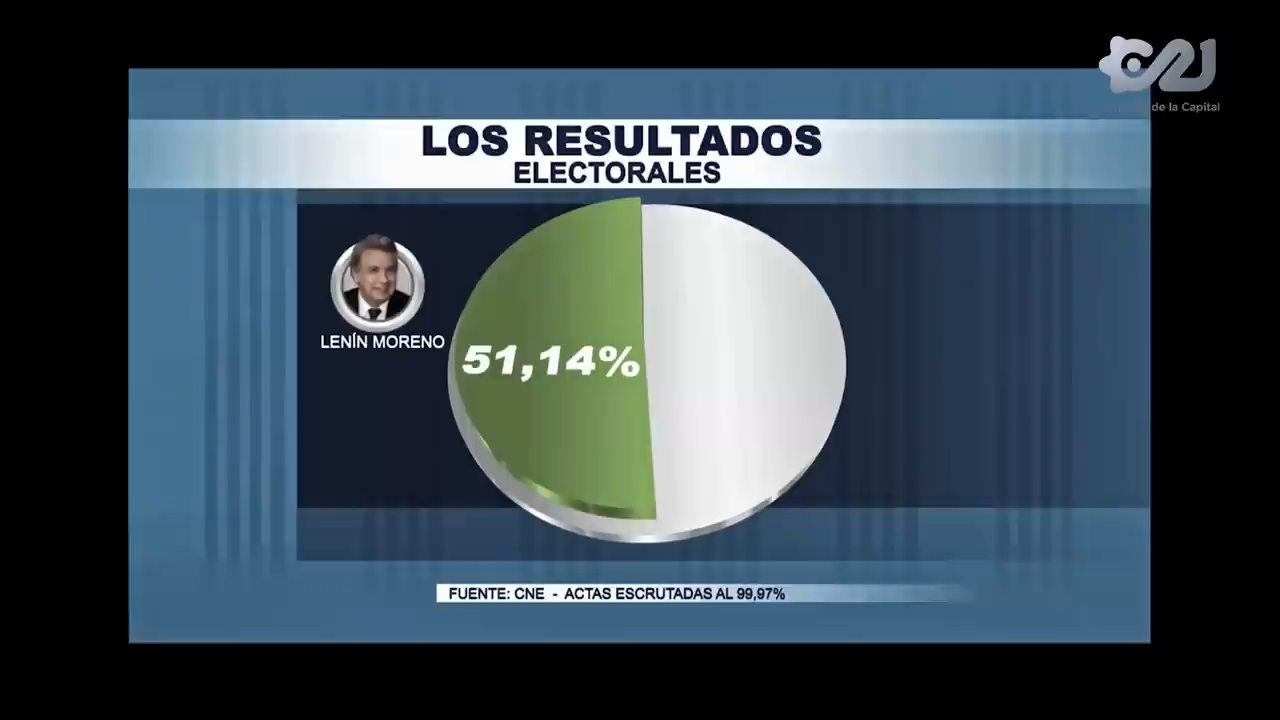 de la Capital
LOS RESULTADOS
ELECTORALES
LENÍN MORENO
51,14%
FUENTE: CNE - ACTAS ESCRUTADAS AL 99,97%